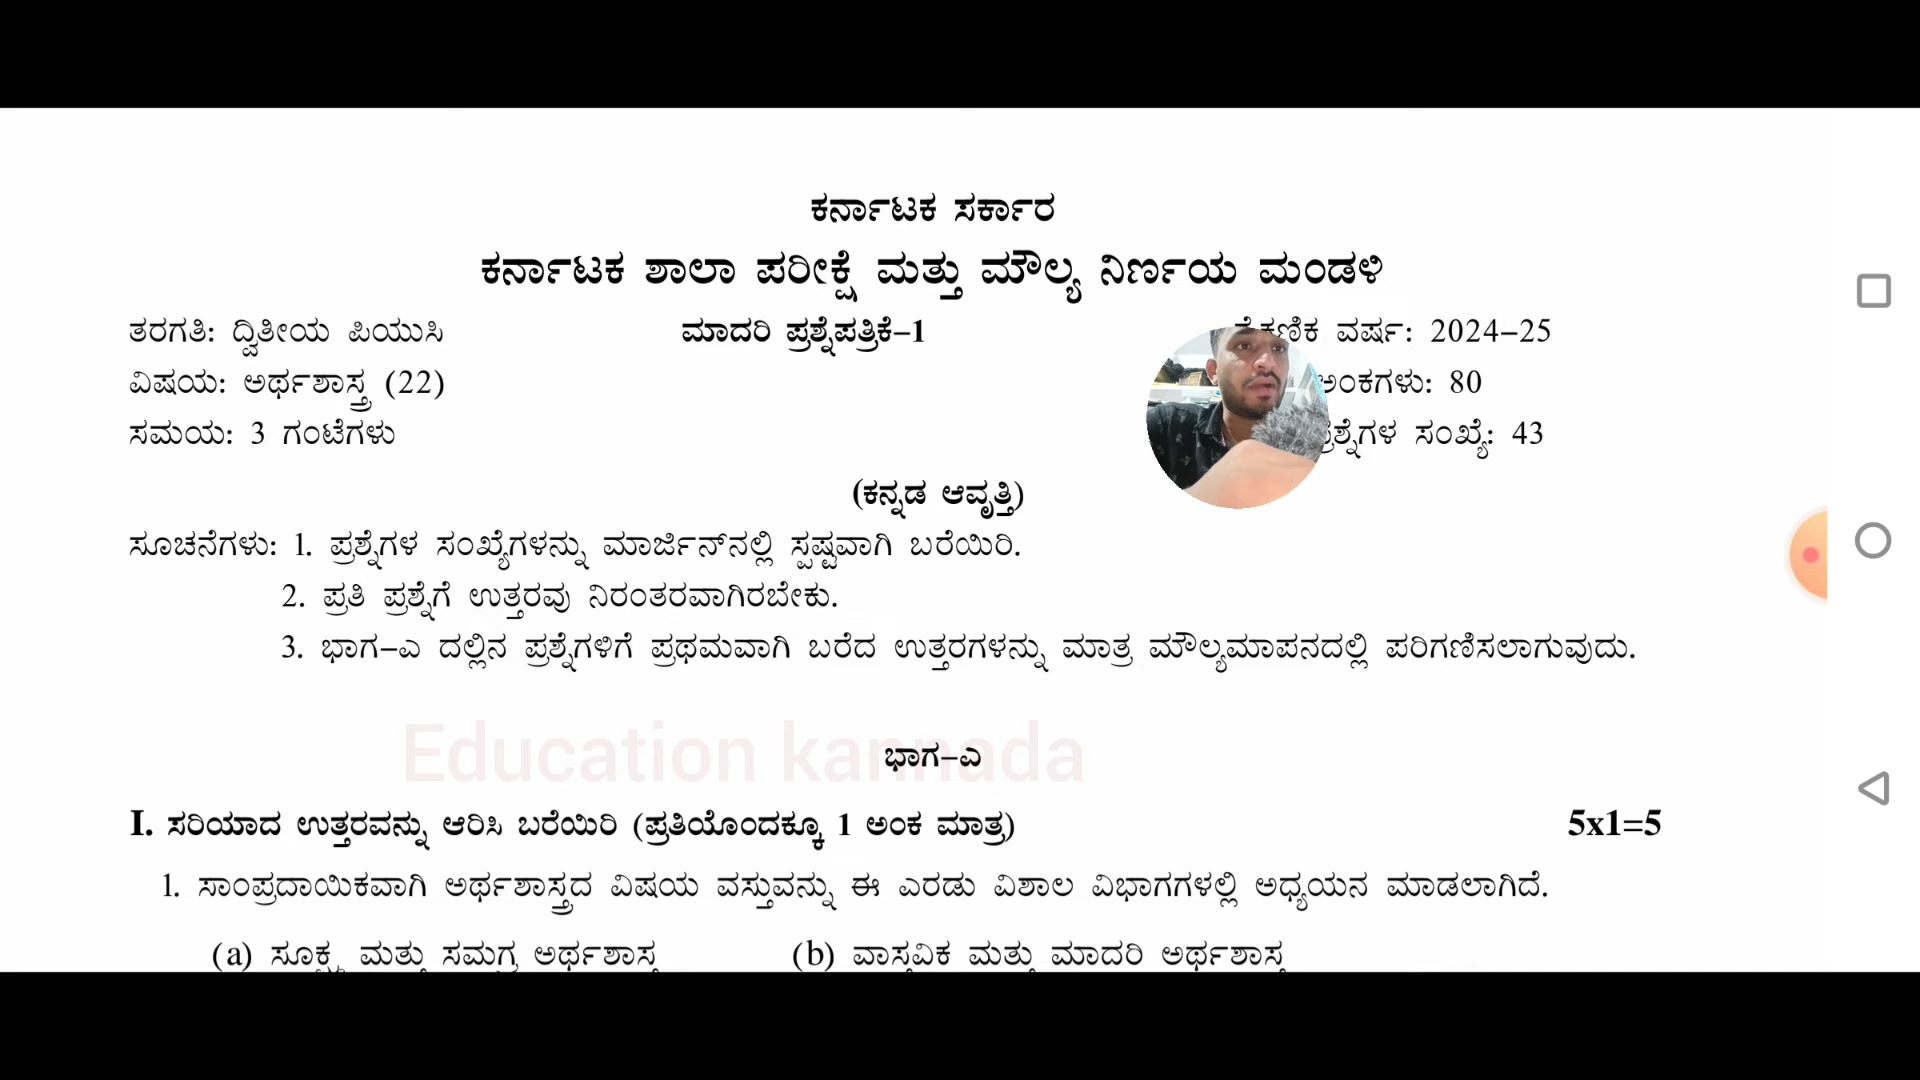 ಕರ್ನಾಟಕ ಸರ್ಕಾರ
ಕರ್ನಾಟಕ ಶಾಲಾ ಪರೀಕ್ಷೆ ಮತ್ತು ಮೌಲ್ಯ ನಿರ್ಣಯ ಮಂಡಳಿ
ತರಗತಿ: ದ್ವಿತೀಯ ಪಿಯುಸಿ ಮಾದರಿ ಪ್ರಶ್ನೆಪತ್ರಿಕೆ–1 ವರ್ಷ: 2024–25
ವಿಷಯ: ಅರ್ಥಶಾಸ್ತ್ರ (22) ಅಂಕಗಳು: 80
ಸಮಯ: 3 ಗಂಟೆಗಳು ಸಂಖ್ಯೆ: 43
(ಕನ್ನಡ ಆವೃತ್ತಿ)
ಸೂಚನೆಗಳು: 1. ಪ್ರಶ್ನೆಗಳ ಸಂಖ್ಯೆಗಳನ್ನು ಮಾರ್ಜಿನ್‌ನಲ್ಲಿ ಸ್ಪಷ್ಟವಾಗಿ ಬರೆಯಿರಿ.
2. ಪ್ರತಿ ಪ್ರಶ್ನೆಗೆ ಉತ್ತರವು ನಿರಂತರವಾಗಿರಬೇಕು.
3. ಭಾಗ–ಎ ದಲ್ಲಿನ ಪ್ರಶ್ನೆಗಳಿಗೆ ಪ್ರಥಮವಾಗಿ ಬರೆದ ಉತ್ತರಗಳನ್ನು ಮಾತ್ರ ಮೌಲ್ಯಮಾಪನದಲ್ಲಿ ಪರಿಗಣಿಸಲಾಗುವುದು.
Education kannada
ಭಾಗ–ಎ
I. ಸರಿಯಾದ ಉತ್ತರವನ್ನು ಆರಿಸಿ ಬರೆಯಿರಿ (ಪ್ರತಿಯೊಂದಕ್ಕೂ 1 ಅಂಕ ಮಾತ್ರ) 5x1=5
1. ಸಾಂಪ್ರದಾಯಿಕವಾಗಿ ಅರ್ಥಶಾಸ್ತ್ರದ ವಿಷಯ ವಸ್ತುವನ್ನು ಈ ಎರಡು ವಿಶಾಲ ವಿಭಾಗಗಳಲ್ಲಿ ಅಧ್ಯಯನ ಮಾಡಲಾಗಿದೆ.
(a) ಸೂಕ್ಷ್ಮ ಮತ್ತು ಸಮಗ್ರ ಅರ್ಥಶಾಸ್ತ್ರ (b) ವಾಸ್ತವಿಕ ಮತ್ತು ಮಾದರಿ ಅರ್ಥಶಾಸ್ತ್ರ